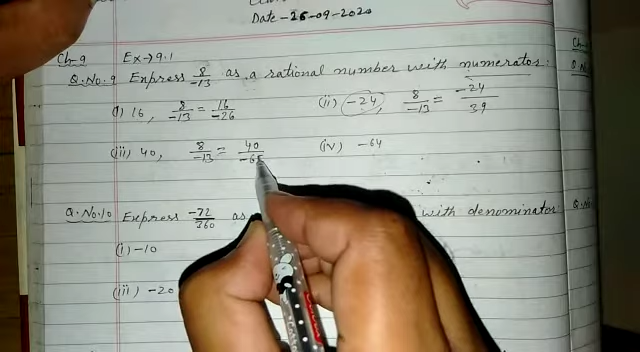 Date-26-09-2020
Ch-9 Ex→9.1
Q.No.9 Express 8/-13 as a rational number with numerator:
(i) 16, 8/-13 = 16/-26 (ii) -24, 8/-13 = -24/39
(iii) 40, 8/-13 = 40/-65 (iv) -64
Q.No.10 Express -72/360 as with denominator
(i) -10
(iii) -20